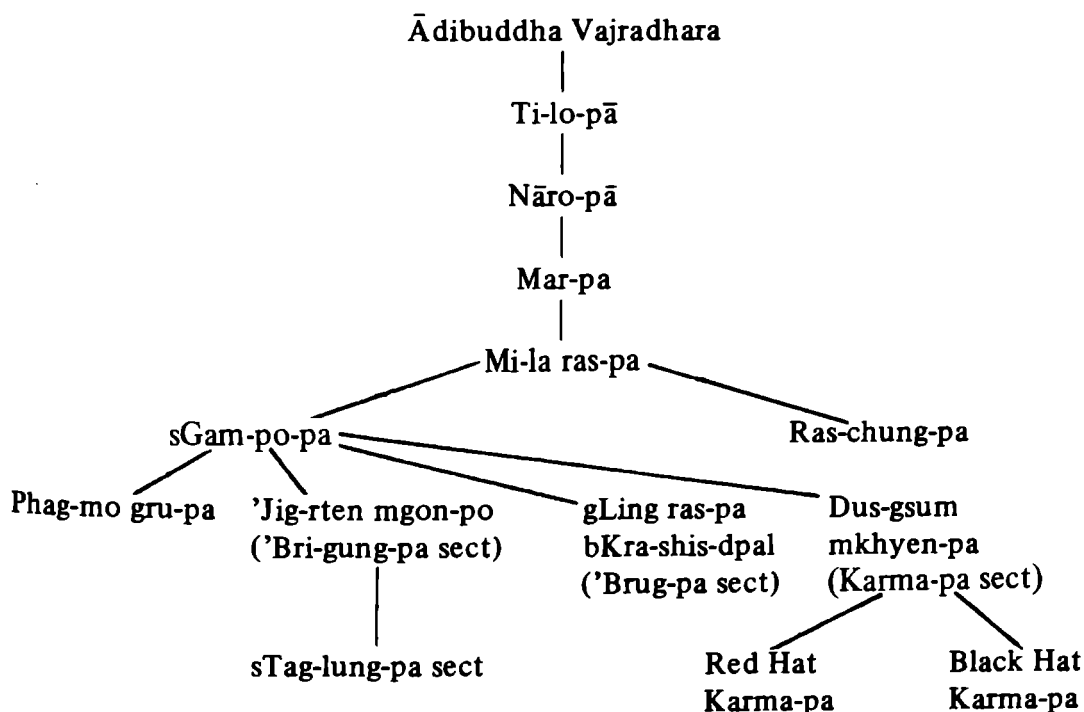 Ādibuddha Vajradhara
Ti-lo-pā
Nāro-pā
Mar-pa
Mi-la ras-pa
sGam-po-pa
Ras-chung-pa
Phag-mo gru-pa
’Jig-rten mgon-po
(’Bri-gung-pa sect)
gLing ras-pa
bKra-shis-dpal
(’Brug-pa sect)
Dus-gsum
mkhyen-pa
(Karma-pa sect)
sTag-lung-pa sect
Red Hat
Karma-pa
Black Hat
Karma-pa